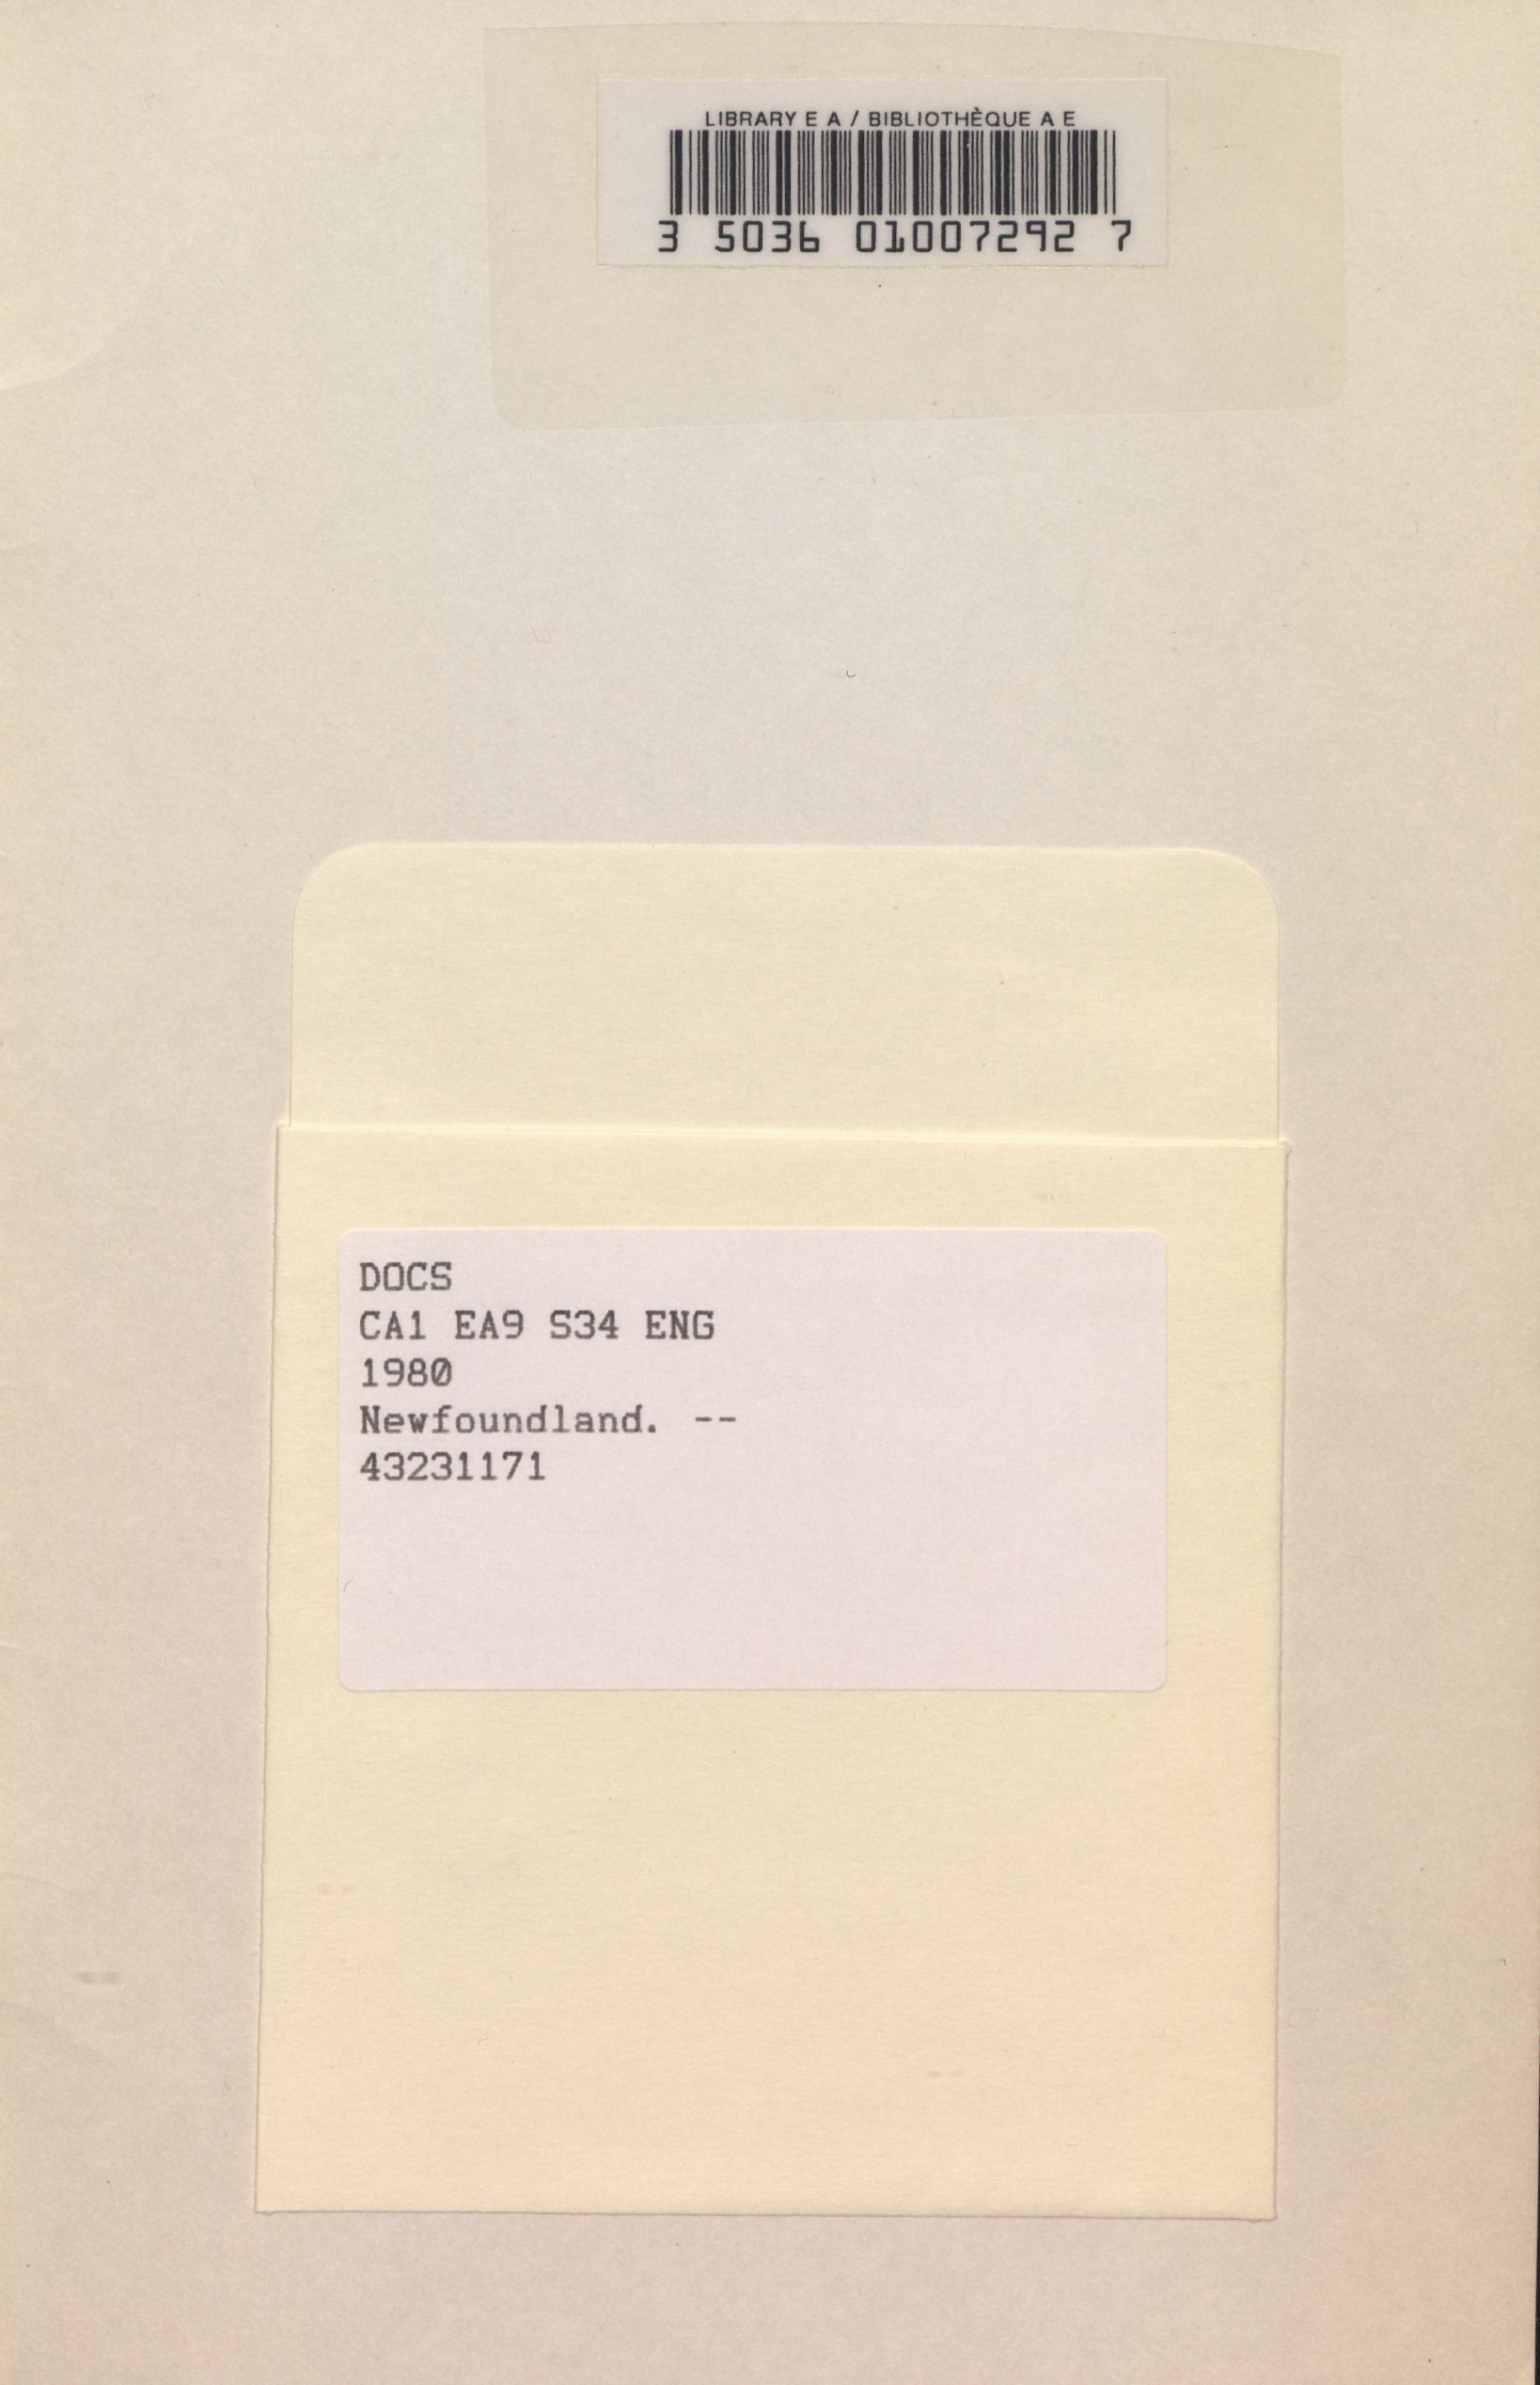 LIBRARY E A / BIBLIOTHÈQUE A E
3 5036 01007292 7
DOCS
CA1 EA9 S34 ENG
1980
Newfoundland. --
43231171